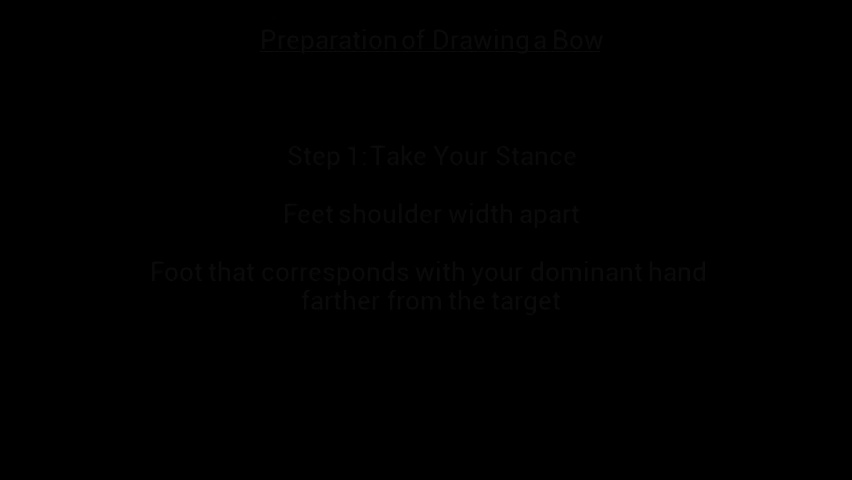 Preparation of Drawing a Bow
Step 1: Take Your Stance
Feet shoulder width apart
Foot that corresponds with your dominant hand
farther from the target